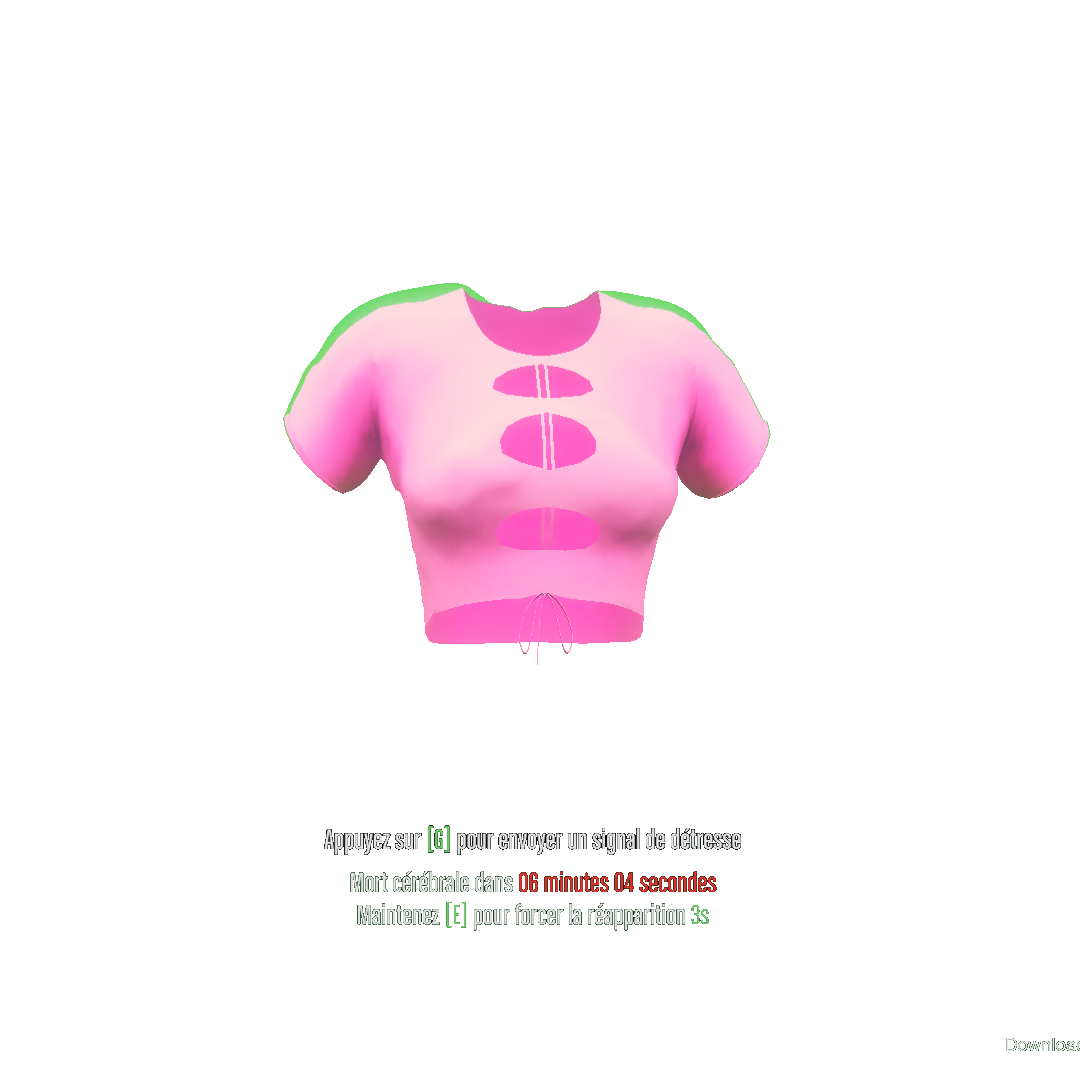 Appuyez sur [G] pour envoyer un signal de détresse
Mort cérébrale dans 06 minutes 04 secondes
Maintenez [E] pour forcer la réapparition 3s